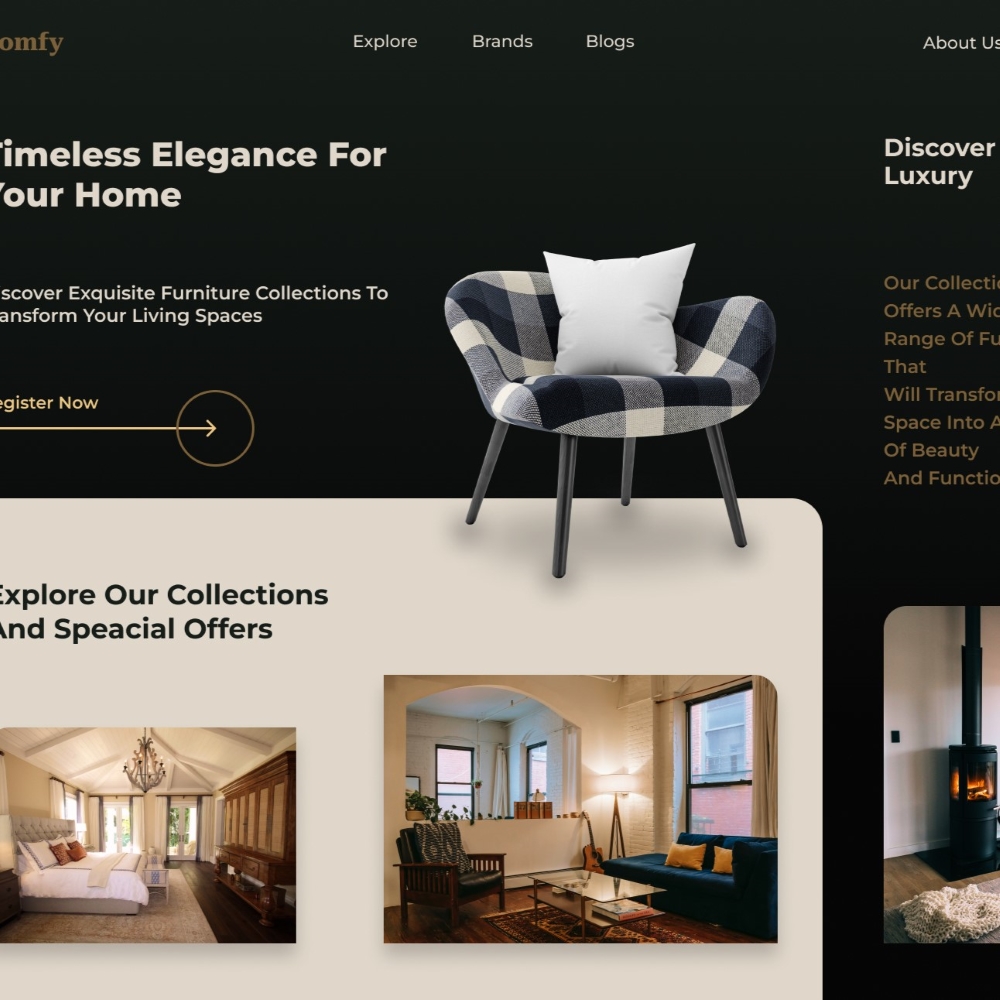 omfy
Explore Brands Blogs
About Us
Timeless Elegance For
Your Home
iscover Exquisite Furniture Collections To
ansform Your Living Spaces
egister Now
Explore Our Collections
And Speacial Offers
Discover
Luxury
Our Collectio
Offers A Wid
Range Of Fu
That
Will Transfor
Space Into A
Of Beauty
And Functio